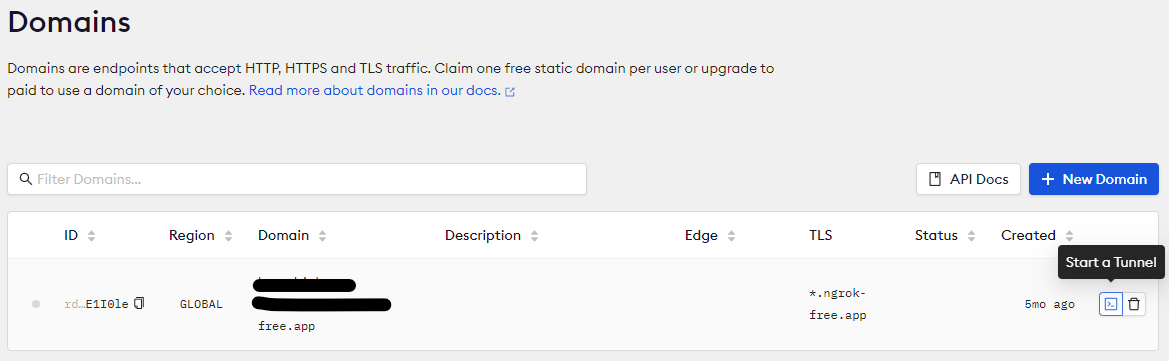 Domains
Domains are endpoints that accept HTTP, HTTPS and TLS traffic. Claim one free static domain per user or upgrade to
paid to use a domain of your choice. Read more about domains in our docs.
Filter Domains...
API Docs
New Domain
ID Region Domain Description Edge TLS Status Created
Start a Tunnel
rd…E1I0le GLOBAL free.app *.ngrok-
free.app 5mo ago